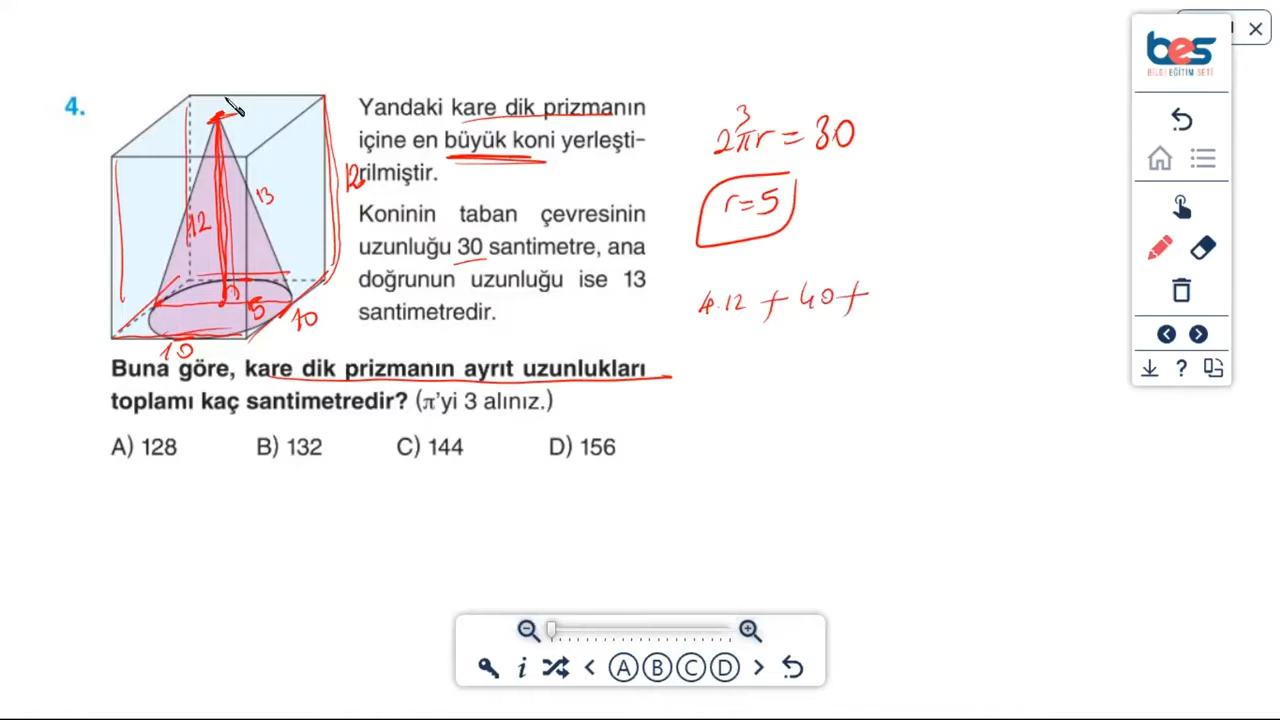 4.
Yandaki kare dik prizmanın
içine en büyük koni yerleşti-
rilmiştir.
Koninin taban çevresinin
uzunluğu 30 santimetre, ana
doğrunun uzunluğu ise 13
santimetredir.
12
13
12
5
10
10
Buna göre, kare dik prizmanın ayrıt uzunlukları
toplamı kaç santimetredir? (π'yi 3 alınız.)
A) 128 B) 132 C) 144 D) 156
3
2πr = 30
r = 5
4.12 + 40 +
bes
BİLGİ EĞİTİM SETİ
?
i A B C D